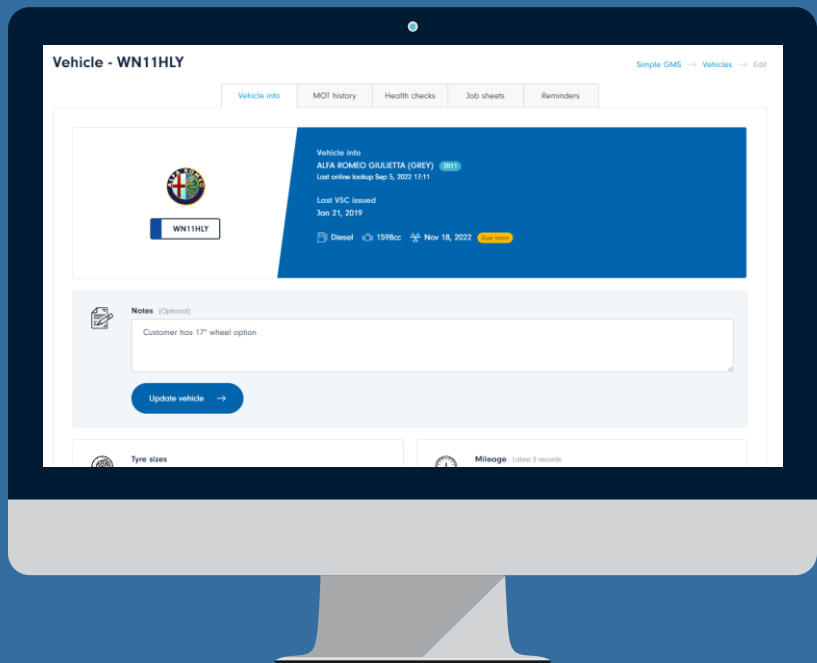 Vehicle - WN11HLY
Simple GMS → Vehicles → Edit
Vehicle info
MOT history
Health checks
Job sheets
Reminders
ALFA ROMEO
WN11HLY
Vehicle info
ALFA ROMEO GIULIETTA (GREY) 2011
Last online lookup Sep 5, 2022 17:11
Last V5C issued
Jan 21, 2019
Diesel 1598cc Nov 18, 2022 Due soon
Notes (Optional)
Customer has 17" wheel option
Update vehicle →
Tyre sizes
Mileage Latest 5 records